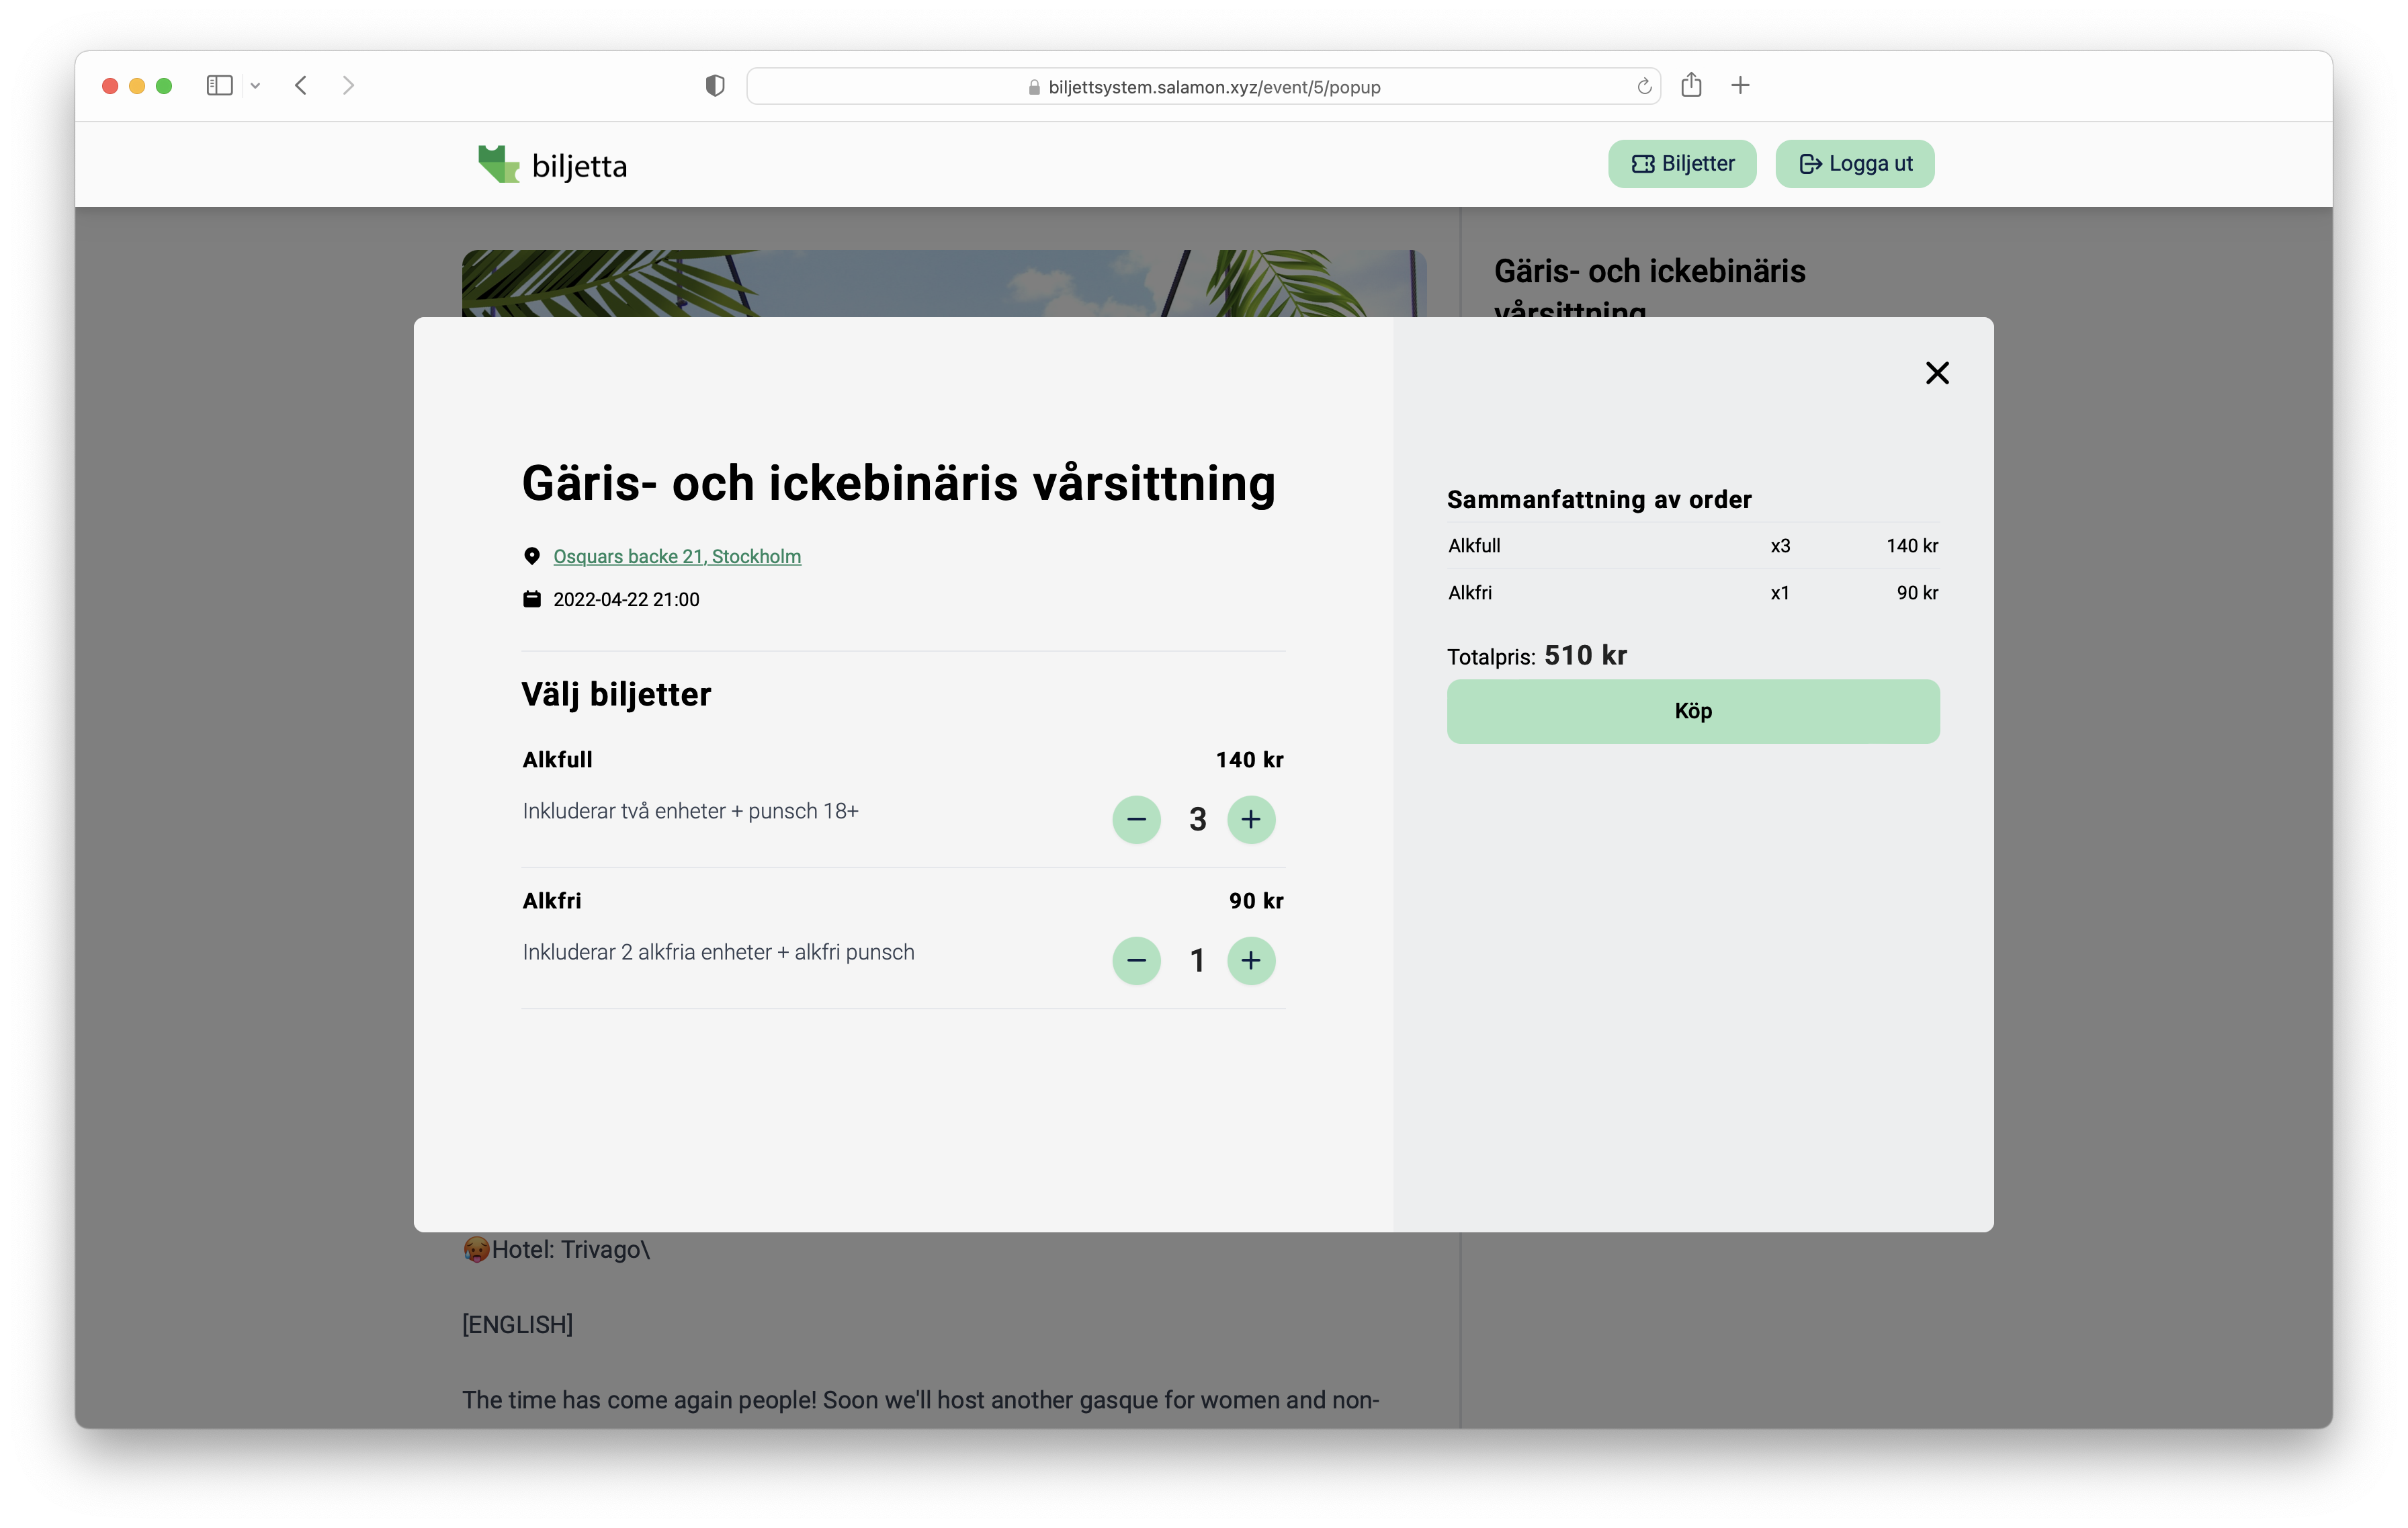 biljettsystem.salamon.xyz/event/5/popup
biljetta
Biljetter
Logga ut
Gäris- och ickebinäris
vårsittning
Gäris- och ickebinäris vårsittning
Osquars backe 21, Stockholm
2022-04-22 21:00
Välj biljetter
Alkfull 140 kr
Inkluderar två enheter + punsch 18+
3
Alkfri 90 kr
Inkluderar 2 alkfria enheter + alkfri punsch
1
Sammanfattning av order
Alkfull x3 140 kr
Alkfri x1 90 kr
Totalpris: 510 kr
Köp
🥵Hotel: Trivago\
[ENGLISH]
The time has come again people! Soon we'll host another gasque for women and non-